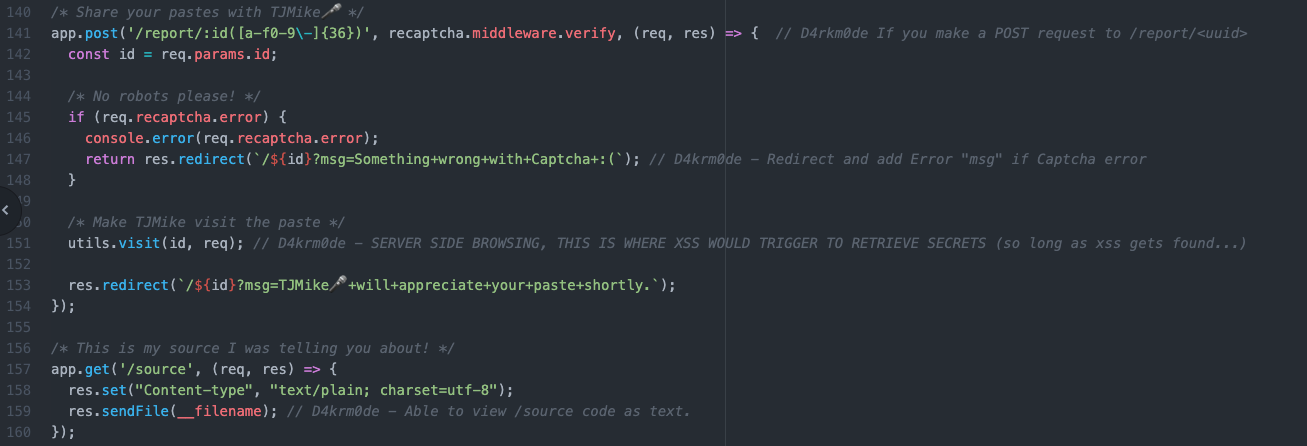 140 /* Share your pastes with TJMike🎤 */
141 app.post('/report/:id([a-f0-9\-]{36})', recaptcha.middleware.verify, (req, res) => {  // D4rkm0de If you make a POST request to /report/<uuid>
142   const id = req.params.id;
143
144   /* No robots please! */
145   if (req.recaptcha.error) {
146     console.error(req.recaptcha.error);
147     return res.redirect(`/${id}?msg=Something+wrong+with+Captcha+:(`); // D4krm0de - Redirect and add Error "msg" if Captcha error
148   }
49
0   /* Make TJMike visit the paste */
151   utils.visit(id, req); // D4krm0de - SERVER SIDE BROWSING, THIS IS WHERE XSS WOULD TRIGGER TO RETRIEVE SECRETS (so long as xss gets found...)
152
153   res.redirect(`/${id}?msg=TJMike🎤+will+appreciate+your+paste+shortly.`);
154 });
155
156 /* This is my source I was telling you about! */
157 app.get('/source', (req, res) => {
158   res.set("Content-type", "text/plain; charset=utf-8");
159   res.sendFile(__filename); // D4krm0de - Able to view /source code as text.
160 });